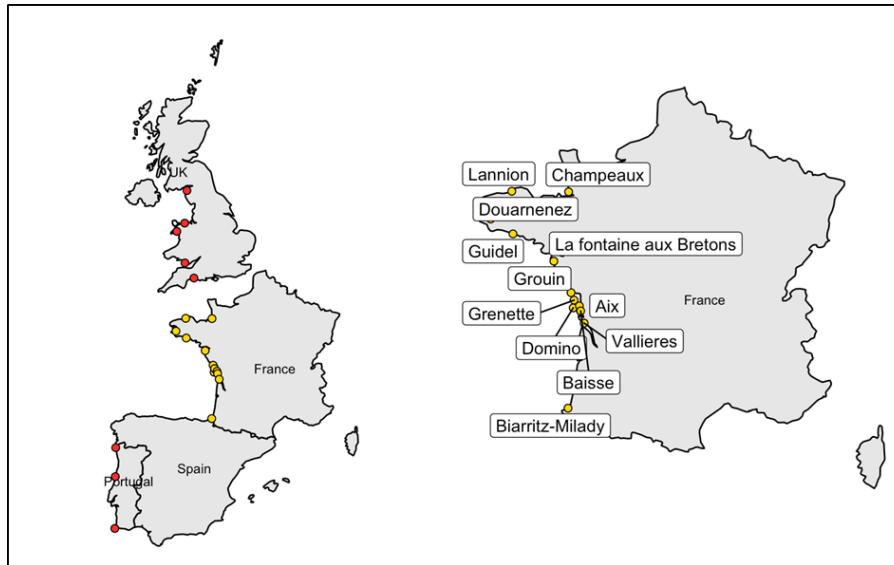 UK
France
Spain
Portugal
Lannion
Champeaux
Douarnenez
Guidel
La fontaine aux Bretons
Grouin
Grenette
Aix
France
Domino
Vallieres
Baisse
Biarritz-Milady